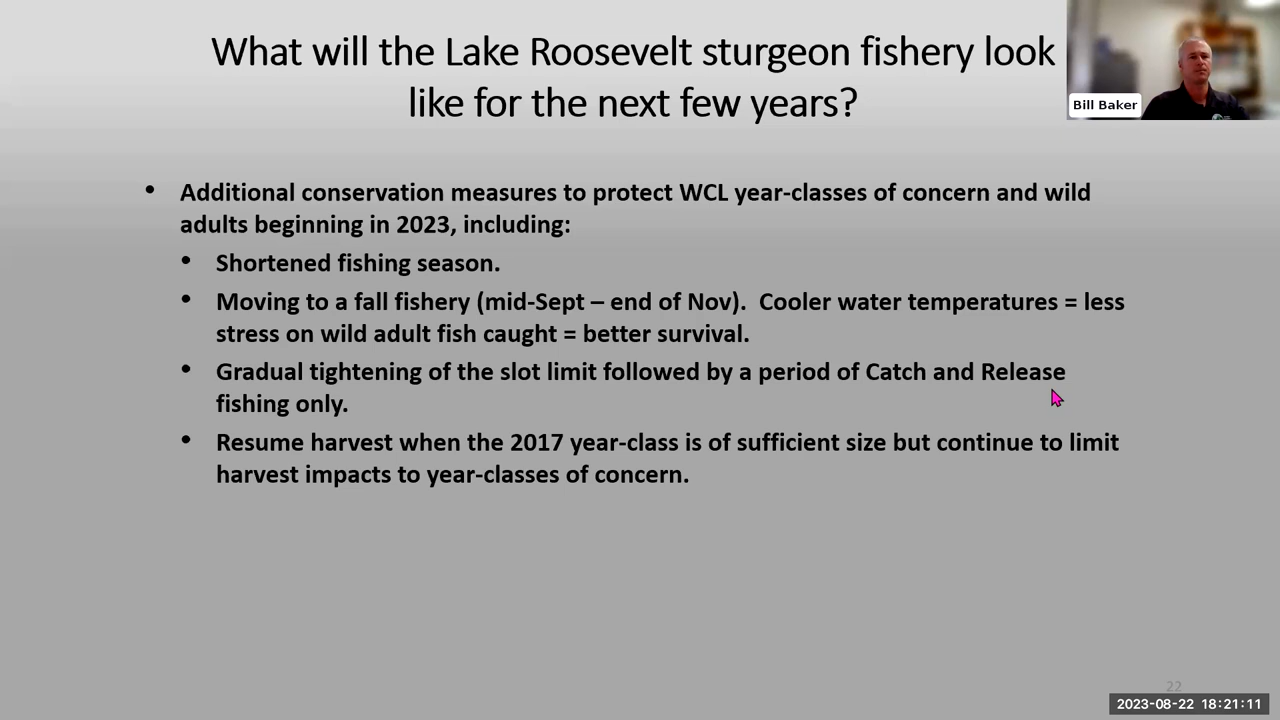 What will the Lake Roosevelt sturgeon fishery look
like for the next few years?
Bill Baker
• Additional conservation measures to protect WCL year-classes of concern and wild
adults beginning in 2023, including:
• Shortened fishing season.
• Moving to a fall fishery (mid-Sept – end of Nov).  Cooler water temperatures = less
stress on wild adult fish caught = better survival.
• Gradual tightening of the slot limit followed by a period of Catch and Release
fishing only.
• Resume harvest when the 2017 year-class is of sufficient size but continue to limit
harvest impacts to year-classes of concern.
22
2023-08-22 18:21:11